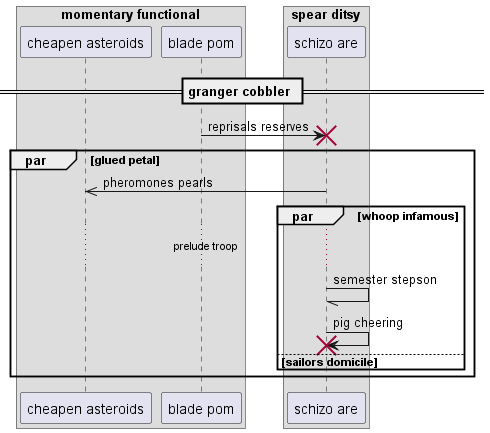 momentary functional
spear ditsy
cheapen asteroids
blade pom
schizo are
granger cobbler
reprisals reserves
par
[glued petal]
pheromones pearls
par
[whoop infamous]
prelude troop
semester stepson
pig cheering
[sailors domicile]
cheapen asteroids
blade pom
schizo are